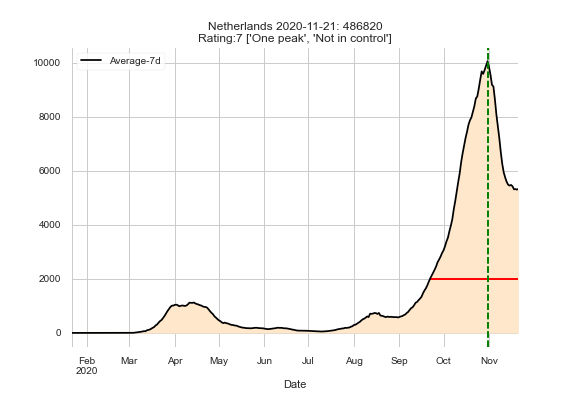 Netherlands 2020-11-21: 486820
Rating:7 ['One peak', 'Not in control']
Average-7d
10000
8000
6000
4000
2000
0
Feb Mar Apr May Jun Jul Aug Sep Oct Nov
2020
Date